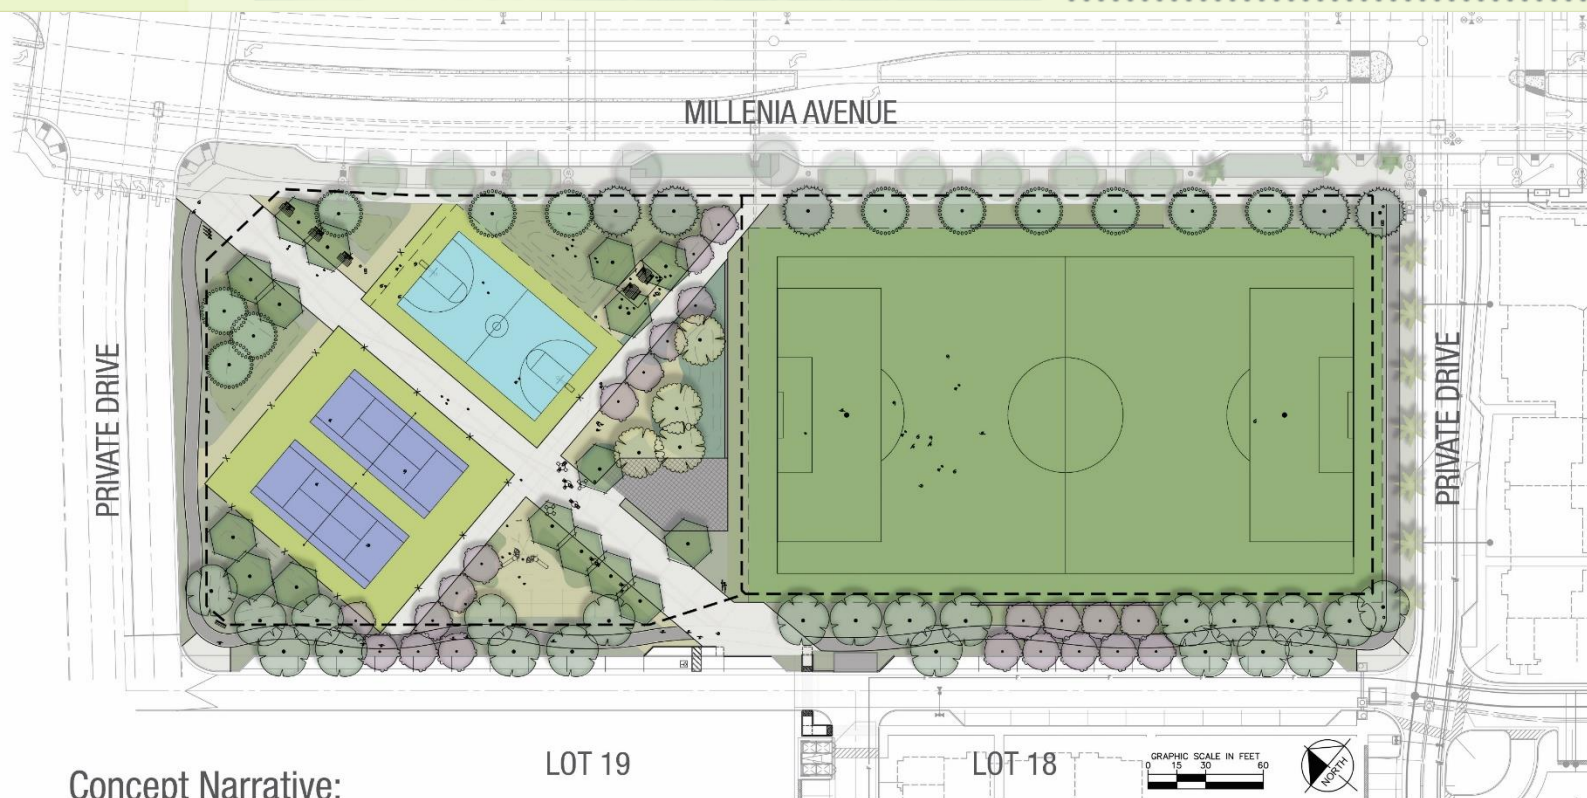 MILLENIA AVENUE
PRIVATE DRIVE
PRIVATE DRIVE
LOT 19
LOT 18
GRAPHIC SCALE IN FEET
0 15 30 60
NORTH
Concept Narrative: